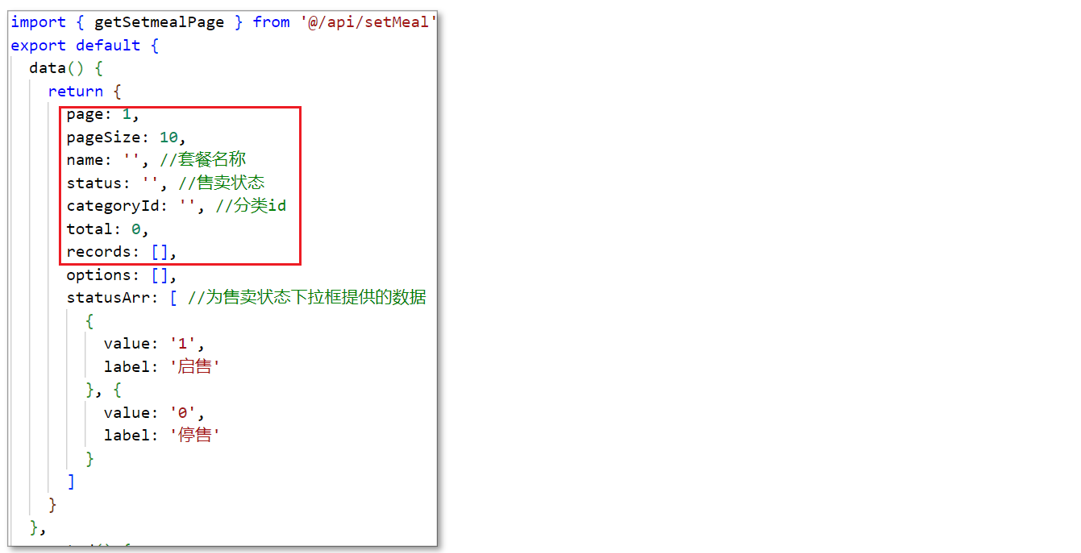 import { getSetmealPage } from '@/api/setMeal'
export default {
data() {
return {
page: 1,
pageSize: 10,
name: '', //套餐名称
status: '', //售卖状态
categoryId: '', //分类id
total: 0,
records: [],
options: [],
statusArr: [ //为售卖状态下拉框提供的数据
{
value: '1',
label: '启售'
}, {
value: '0',
label: '停售'
}
]
}
},